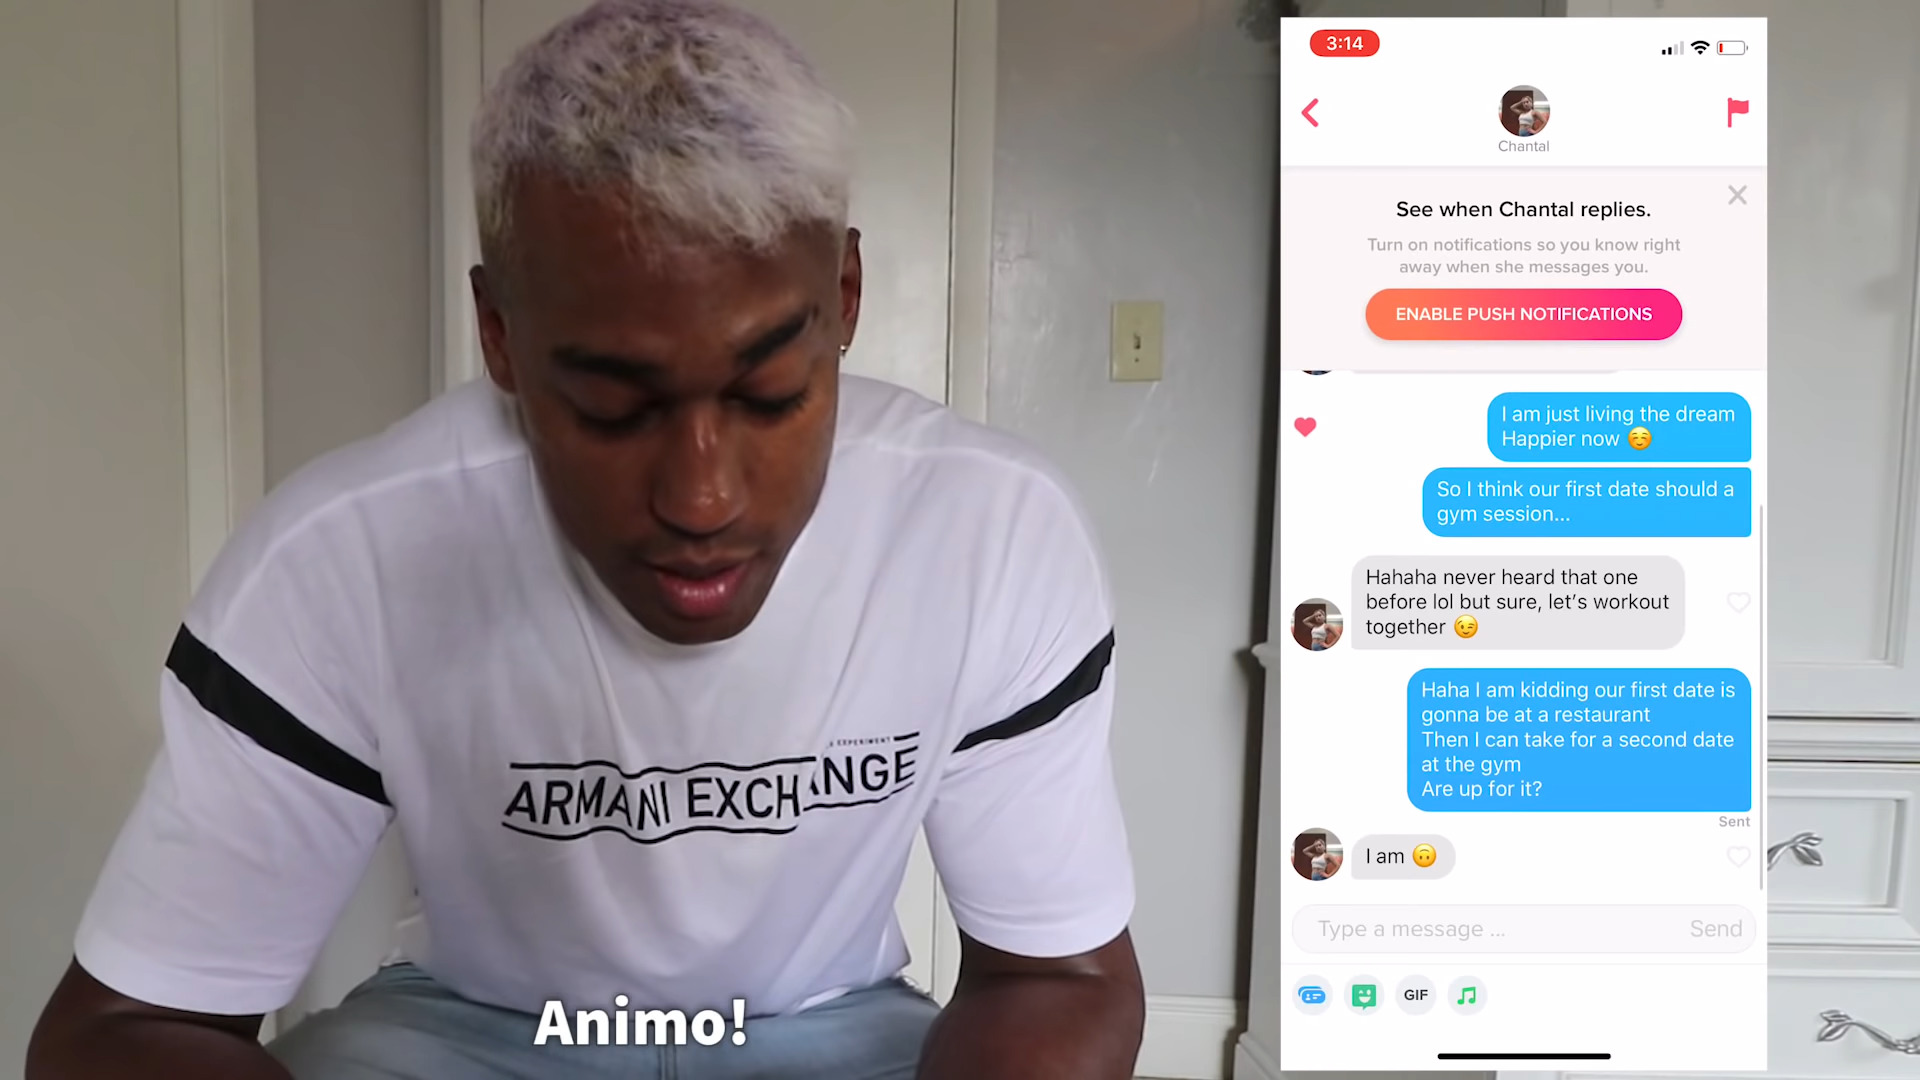 ARMANI EXCHANGE
Animo!
3:14
Chantal
See when Chantal replies.
Turn on notifications so you know right
away when she messages you.
ENABLE PUSH NOTIFICATIONS
I am just living the dream
Happier now ☺️
So I think our first date should a
gym session...
Hahaha never heard that one
before lol but sure, let’s workout
together 😉
Haha I am kidding our first date is
gonna be at a restaurant
Then I can take for a second date
at the gym
Are up for it?
Sent
I am 🙃
Type a message ...
Send
GIF